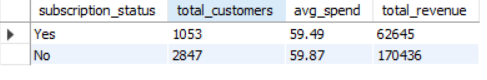 subscription_status total_customers avg_spend total_revenue
Yes 1053 59.49 62645
No 2847 59.87 170436